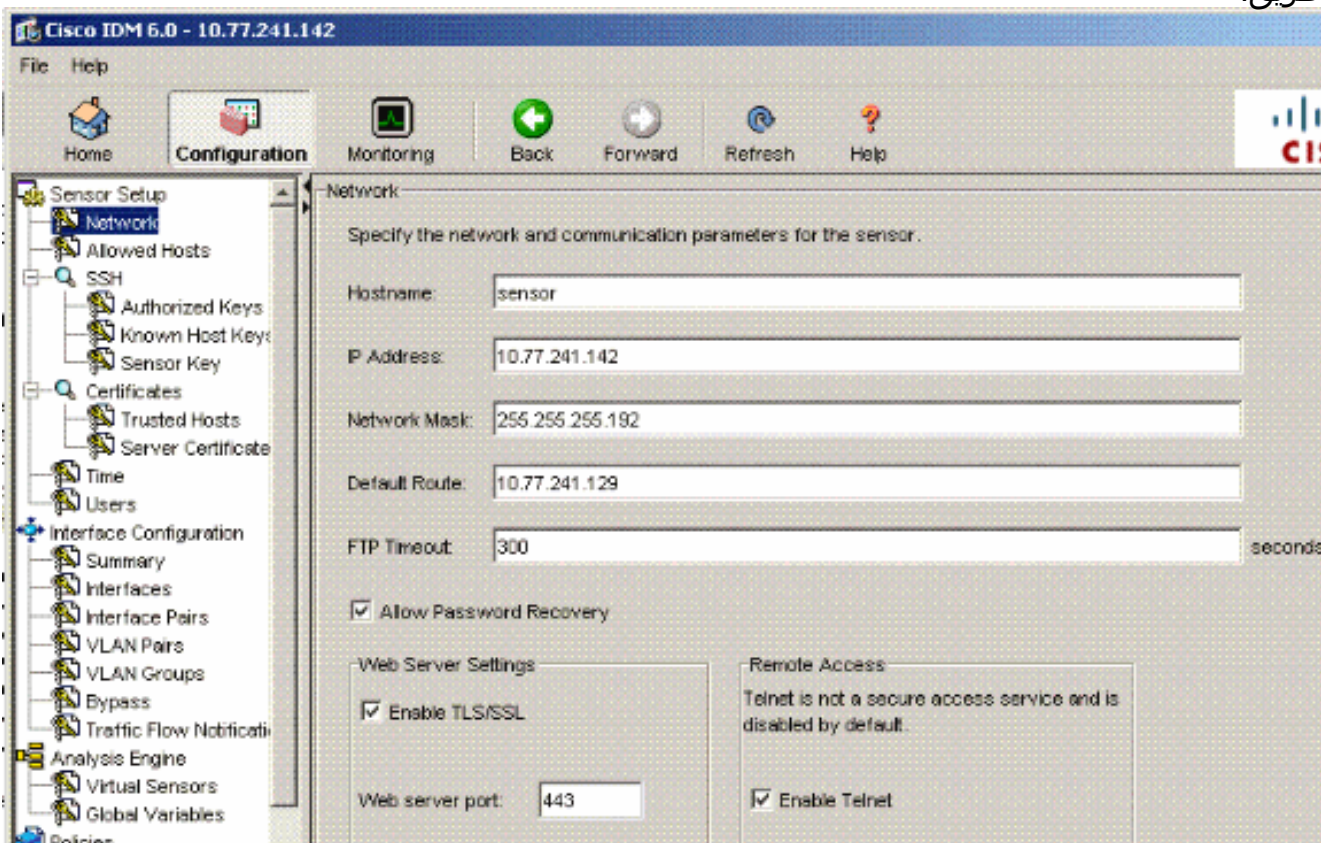 Cisco IDM 6.0 - 10.77.241.142
File Help
Home Configuration Monitoring Back Forward Refresh Help
Sensor Setup
Network
Allowed Hosts
SSH
Authorized Keys
Known Host Keys
Sensor Key
Certificates
Trusted Hosts
Server Certificate
Time
Users
Interface Configuration
Summary
Interfaces
Interface Pairs
VLAN Pairs
VLAN Groups
Bypass
Traffic Flow Notificati
Analysis Engine
Virtual Sensors
Global Variables
Policies
Network
Specify the network and communication parameters for the sensor.
Hostname: sensor
IP Address: 10.77.241.142
Network Mask: 255.255.255.192
Default Route: 10.77.241.129
FTP Timeout: 300 seconds
Allow Password Recovery
Web Server Settings
Enable TLS/SSL
Web server port: 443
Remote Access
Telnet is not a secure access service and is
disabled by default.
Enable Telnet